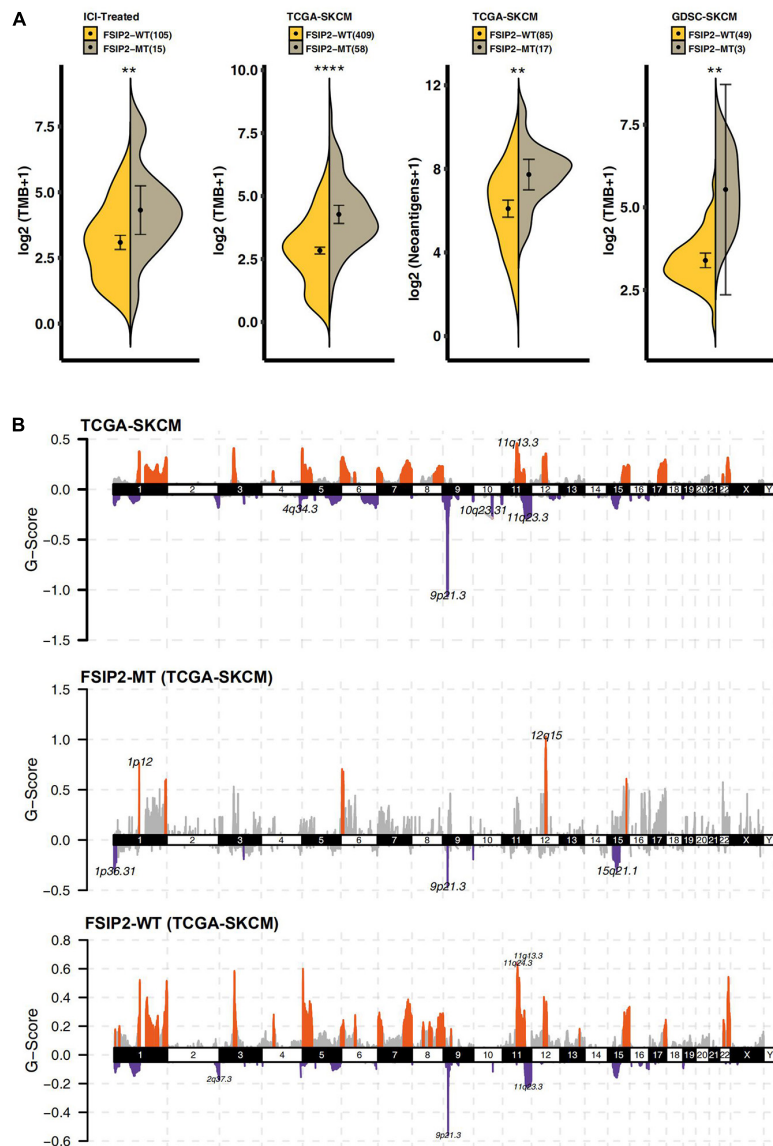 A
ICI-Treated
FSIP2-WT(105)
FSIP2-MT(15)
**
log2 (TMB+1)
7.5
5.0
2.5
0.0
TCGA-SKCM
FSIP2-WT(409)
FSIP2-MT(58)
****
log2 (TMB+1)
10.0
7.5
5.0
2.5
0.0
TCGA-SKCM
FSIP2-WT(85)
FSIP2-MT(17)
**
log2 (Neoantigens+1)
12
8
4
0
GDSC-SKCM
FSIP2-WT(49)
FSIP2-MT(3)
**
log2 (TMB+1)
7.5
5.0
2.5
B
TCGA-SKCM
G-Score
0.5
0.0
−0.5
−1.0
−1.5
11q13.3
1 2 3 4 5 6 7 8 9 10 11 12 13 14 15 16 17 18 19 20 21 22 X Y
4q34.3
10q23.31
11q23.3
9p21.3
FSIP2-MT (TCGA-SKCM)
G-Score
1.5
1.0
0.5
0.0
−0.5
12q15
1p12
1 2 3 4 5 6 7 8 9 10 11 12 13 14 15 16 17 18 19 20 21 22 X Y
1p36.31
9p21.3
15q21.1
FSIP2-WT (TCGA-SKCM)
G-Score
0.8
0.6
0.4
0.2
0.0
−0.2
−0.4
−0.6
11q13.3
11q24.3
1 2 3 4 5 6 7 8 9 10 11 12 13 14 15 16 17 18 19 20 21 22 X Y
2q37.3
11q23.3
9p21.3